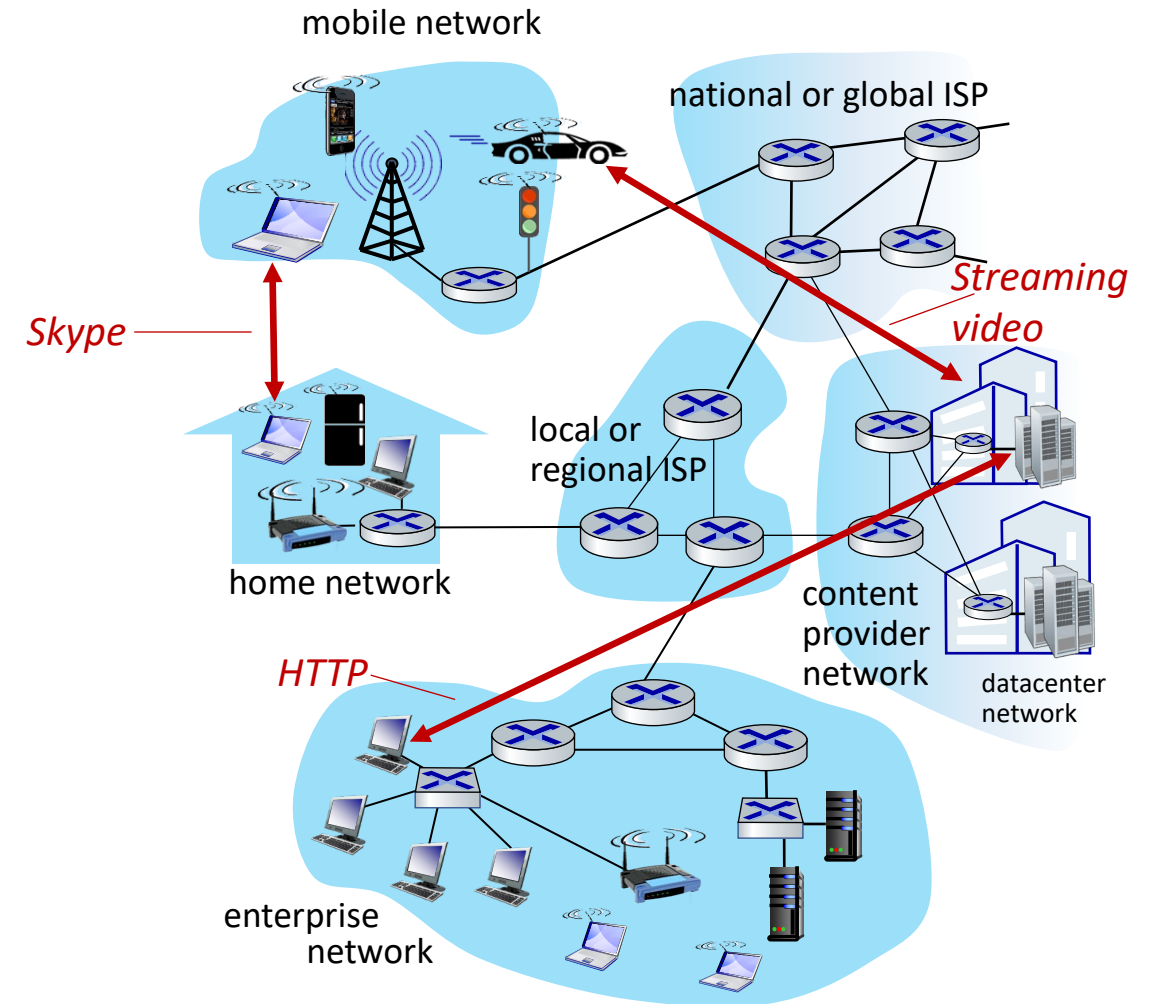 mobile network
national or global ISP
Streaming
video
Skype
local or
regional ISP
home network
content
provider
network
datacenter
network
HTTP
enterprise
network